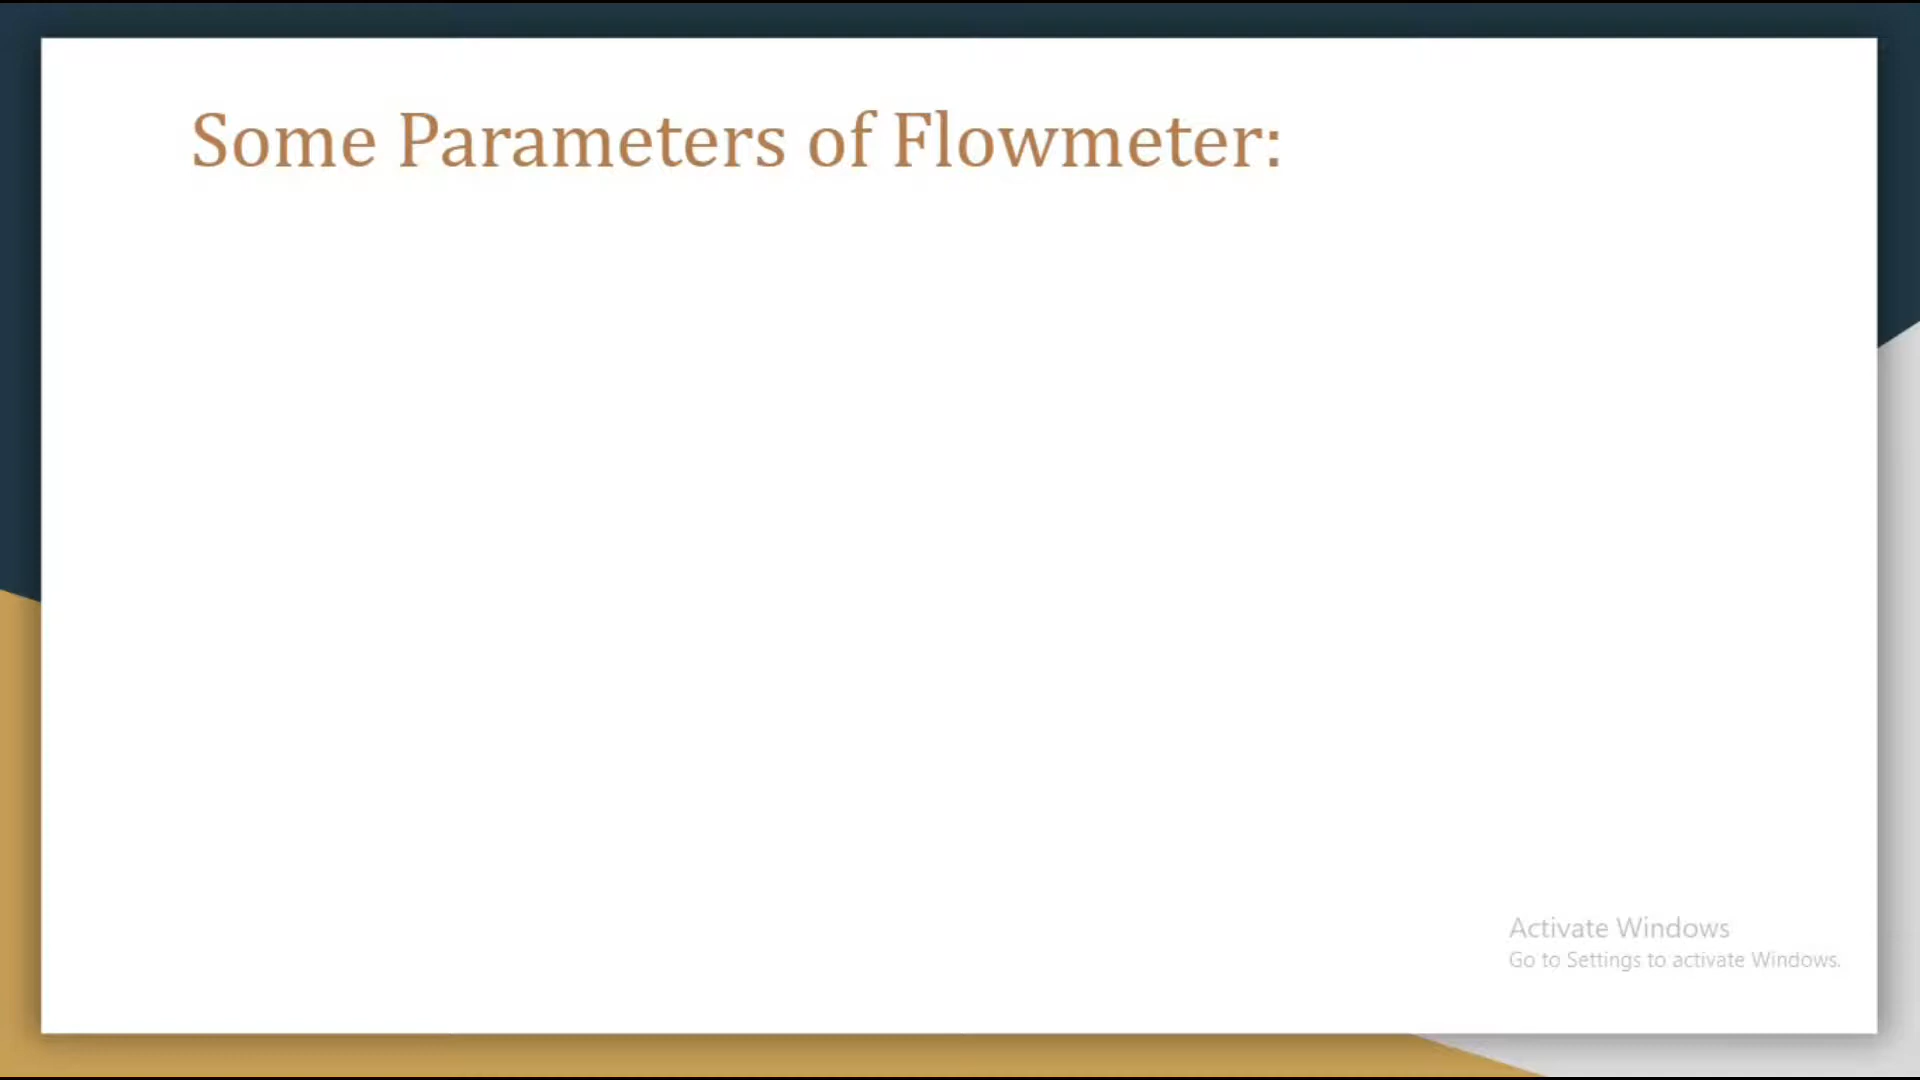 Some Parameters of Flowmeter:
Activate Windows
Go to Settings to activate Windows.